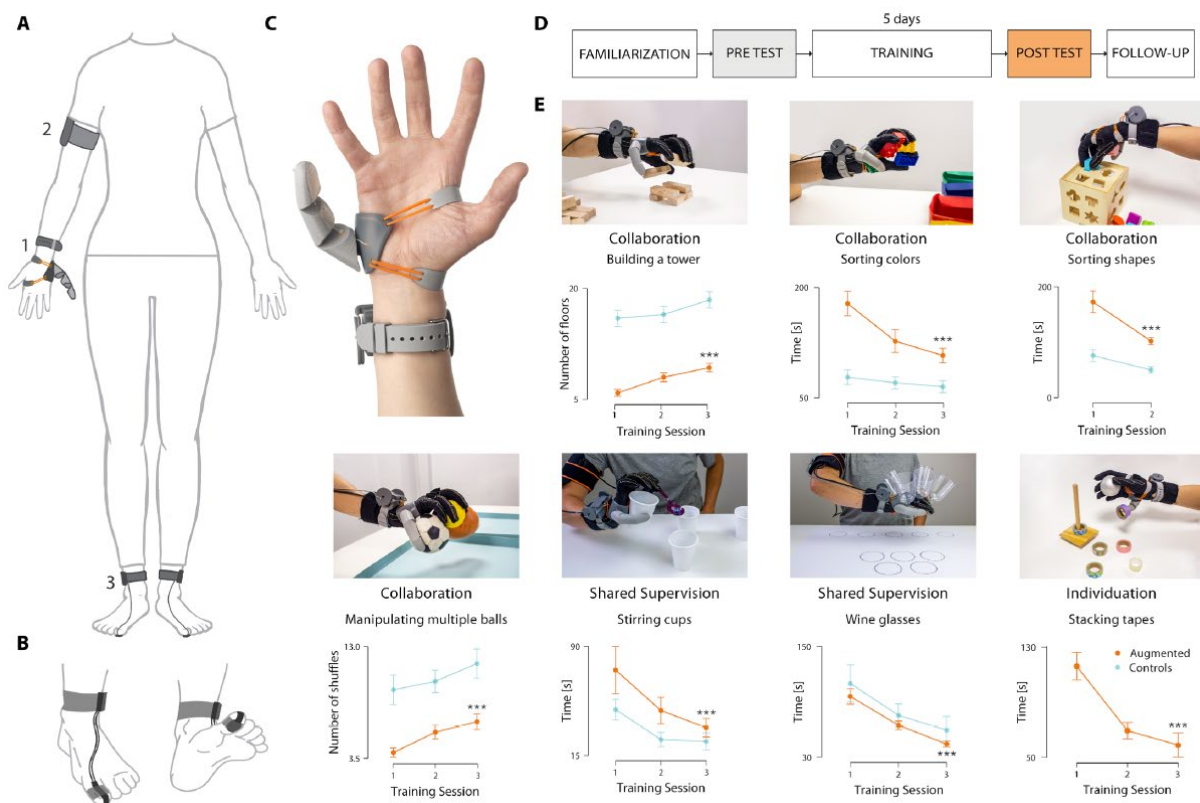 A
C
D
5 days
FAMILIARIZATION
PRE TEST
TRAINING
POST TEST
FOLLOW-UP
2
1
3
B
E
Collaboration
Building a tower
20
Number of floors
5
1
2
3
***
Training Session
Collaboration
Sorting colors
200
Time [s]
50
1
2
3
***
Training Session
Collaboration
Sorting shapes
200
Time [s]
0
1
2
***
Training Session
Collaboration
Manipulating multiple balls
13.0
Number of shuffles
3.5
1
2
3
***
Training Session
Shared Supervision
Stirring cups
90
Time [s]
15
1
2
3
***
Training Session
Shared Supervision
Wine glasses
150
Time [s]
30
1
2
3
***
Training Session
Individuation
Stacking tapes
130
Time [s]
50
1
2
3
***
Augmented
Controls
Training Session